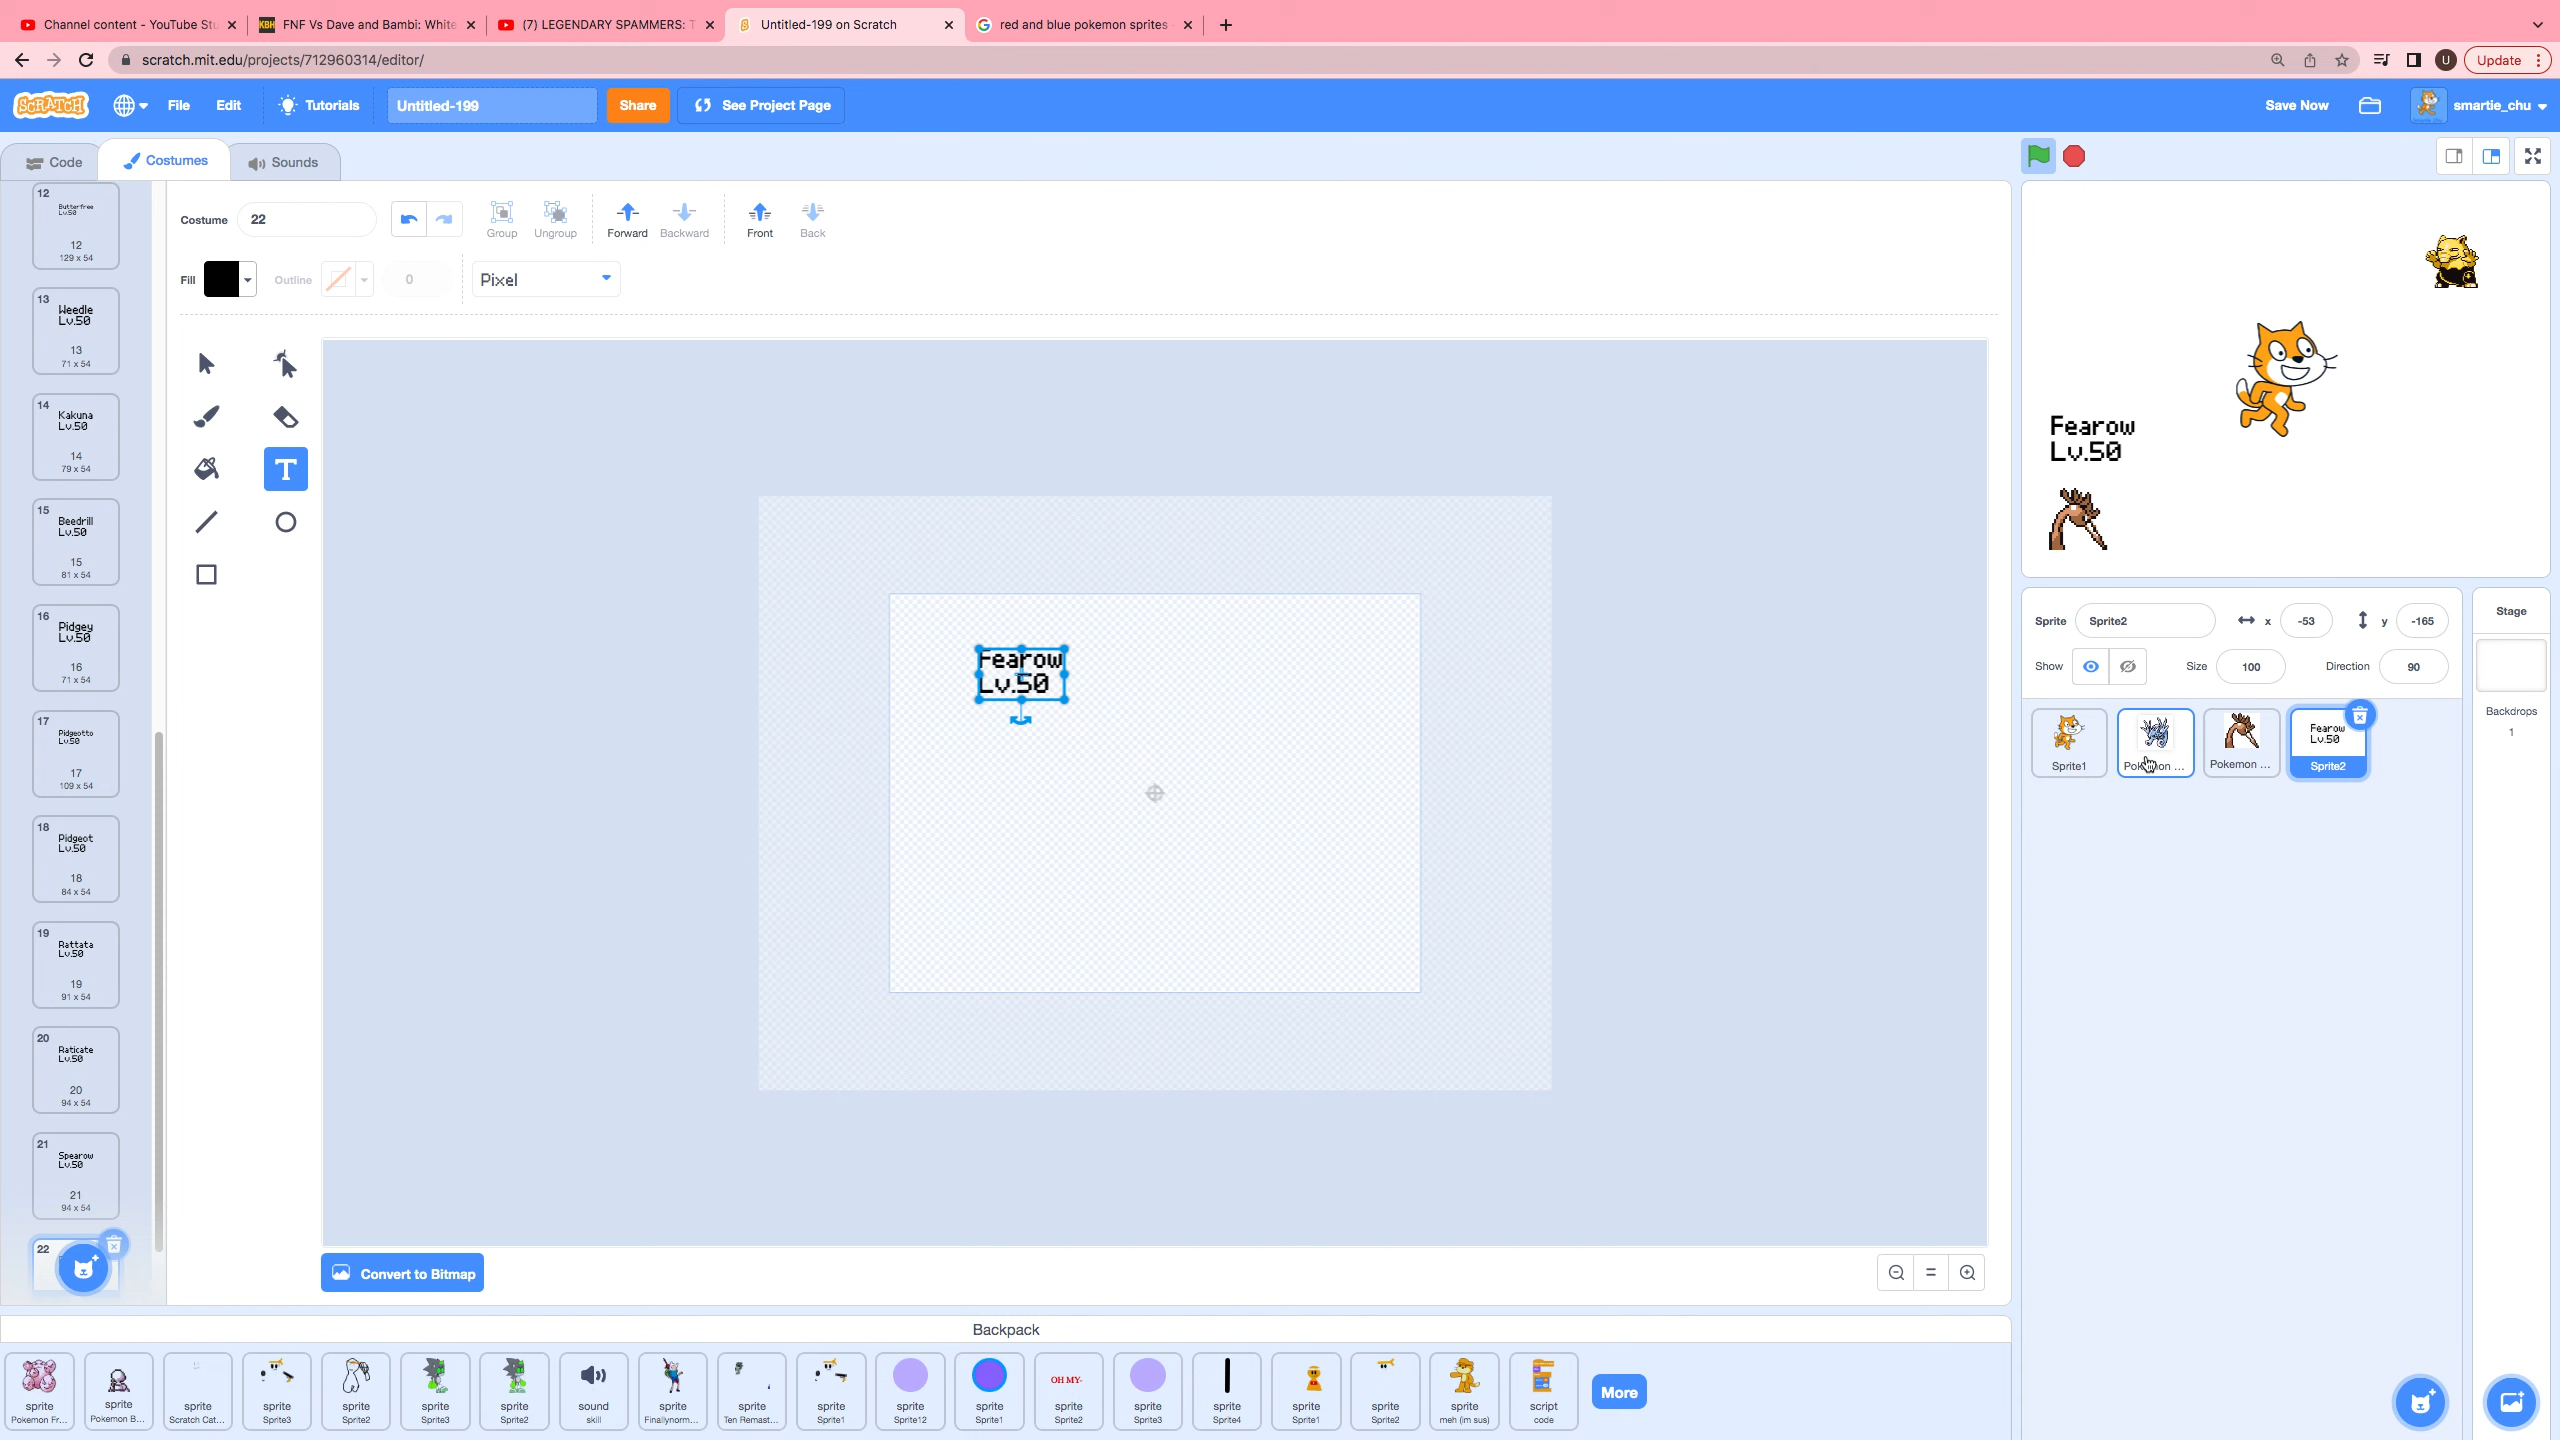 Channel content - YouTube Stu
FNF Vs Dave and Bambi: White
(7) LEGENDARY SPAMMERS: T
Untitled-199 on Scratch
red and blue pokemon sprites
scratch.mit.edu/projects/712960314/editor/
U
Update
SCRATCH
File
Edit
Tutorials
Untitled-199
Share
See Project Page
Save Now
smartie_chu
Code
Costumes
Sounds
Costume
22
Group
Ungroup
Forward
Backward
Front
Back
Fill
Outline
0
Pixel
12
Butterfree
Lv.50
12
129 x 54
13
Weedle
Lv.50
13
71 x 54
14
Kakuna
Lv.50
14
79 x 54
15
Beedrill
Lv.50
15
81 x 54
16
Pidgey
Lv.50
16
71 x 54
17
Pidgeotto
Lv.50
17
109 x 54
18
Pidgeot
Lv.50
18
84 x 54
19
Rattata
Lv.50
19
91 x 54
20
Raticate
Lv.50
20
94 x 54
21
Spearow
Lv.50
21
94 x 54
22
T
Fearow
Lv.50
Convert to Bitmap
Fearow
Lv.50
Sprite
Sprite2
x
-53
y
-165
Show
Size
100
Direction
90
Sprite1
Pokemon ...
Pokemon ...
Fearow
Lv.50
Sprite2
Stage
Backdrops
1
Backpack
sprite
Pokemon Fr...
sprite
Pokemon B...
sprite
Scratch Cat...
sprite
Sprite3
sprite
Sprite2
sprite
Sprite3
sprite
Sprite2
sound
skill
sprite
Finallynorm...
sprite
Ten Remast...
sprite
Sprite1
sprite
Sprite12
sprite
Sprite1
OH MY-
sprite
Sprite2
sprite
Sprite3
sprite
Sprite4
sprite
Sprite1
sprite
Sprite2
sprite
meh (im sus)
script
code
More